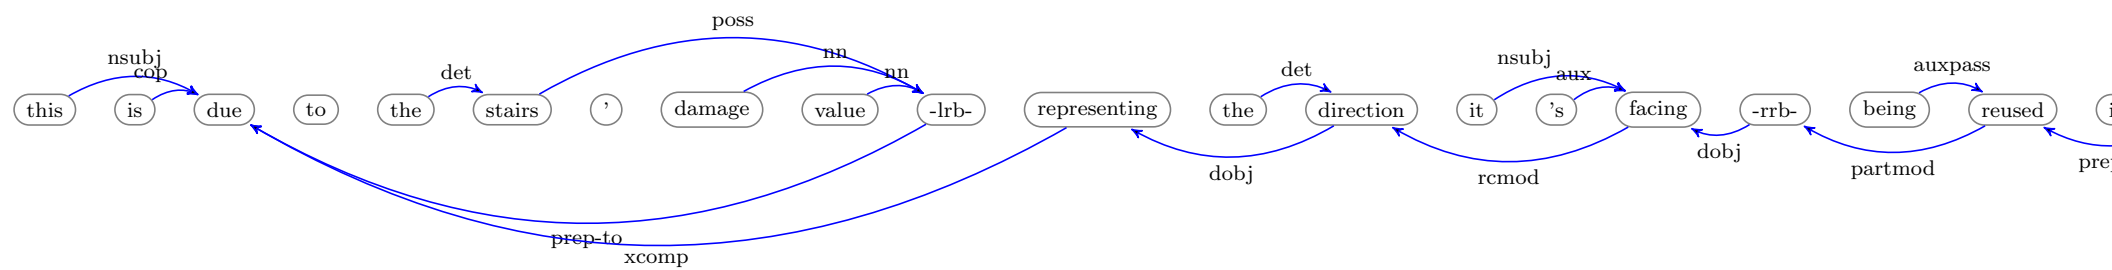 poss
nsubj
cop
det
nn
nn
det
nsubj
aux
auxpass
this is due to the stairs ’ damage value -lrb- representing the direction it ’s facing -rrb- being reused
dobj
dobj
rcmod
partmod
prep-to
xcomp